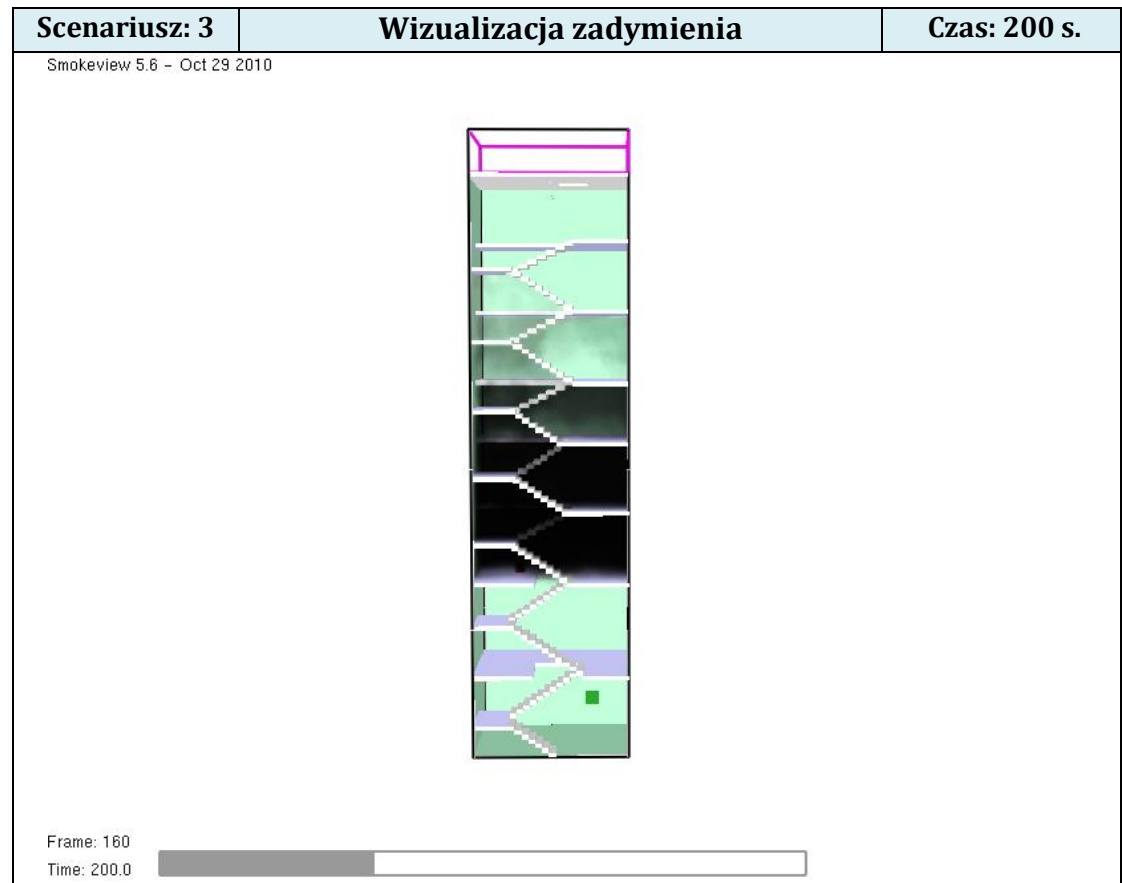 Scenariusz: 3
Wizualizacja zadymienia
Czas: 200 s.
Smokeview 5.6 – Oct 29 2010
Frame: 160
Time: 200.0